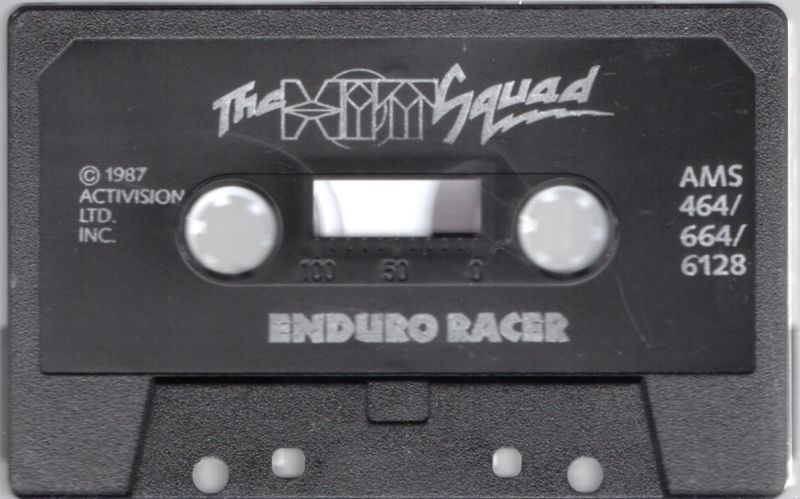 The HIT Squad
© 1987
ACTIVISION
LTD.
INC.
AMS
464/
664/
6128
100 50 0
ENDURO RACER